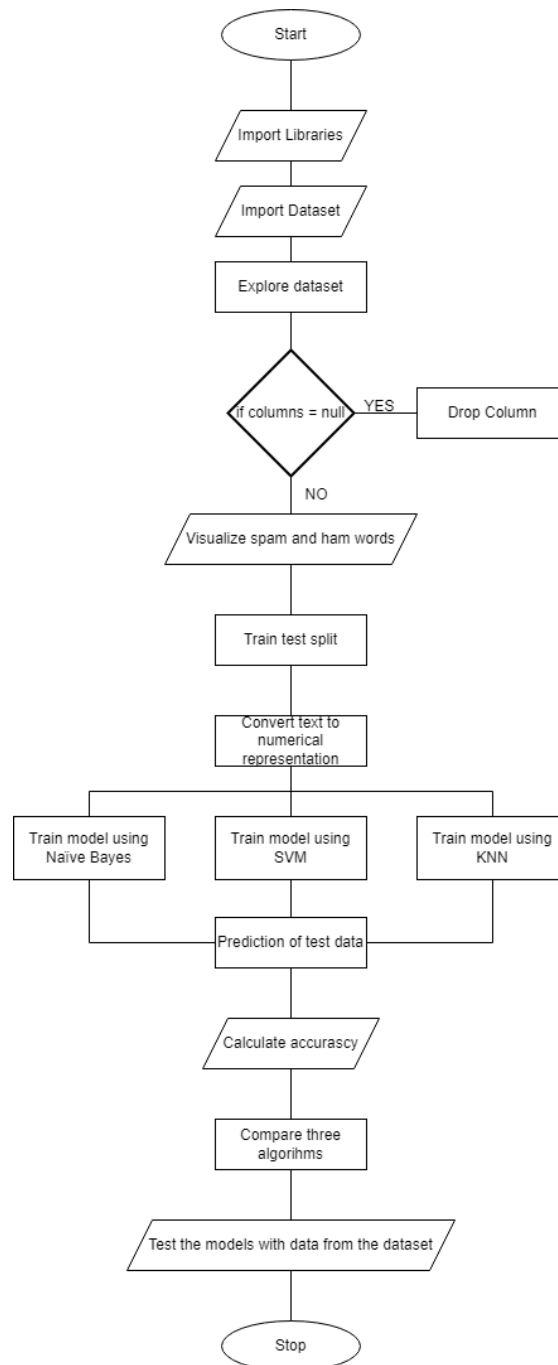 Start
Import Libraries
Import Dataset
Explore dataset
if columns = null
YES
Drop Column
NO
Visualize spam and ham words
Train test split
Convert text to
numerical
representation
Train model using
Naïve Bayes
Train model using
SVM
Train model using
KNN
Prediction of test data
Calculate accurascy
Compare three
algorihms
Test the models with data from the dataset
Stop